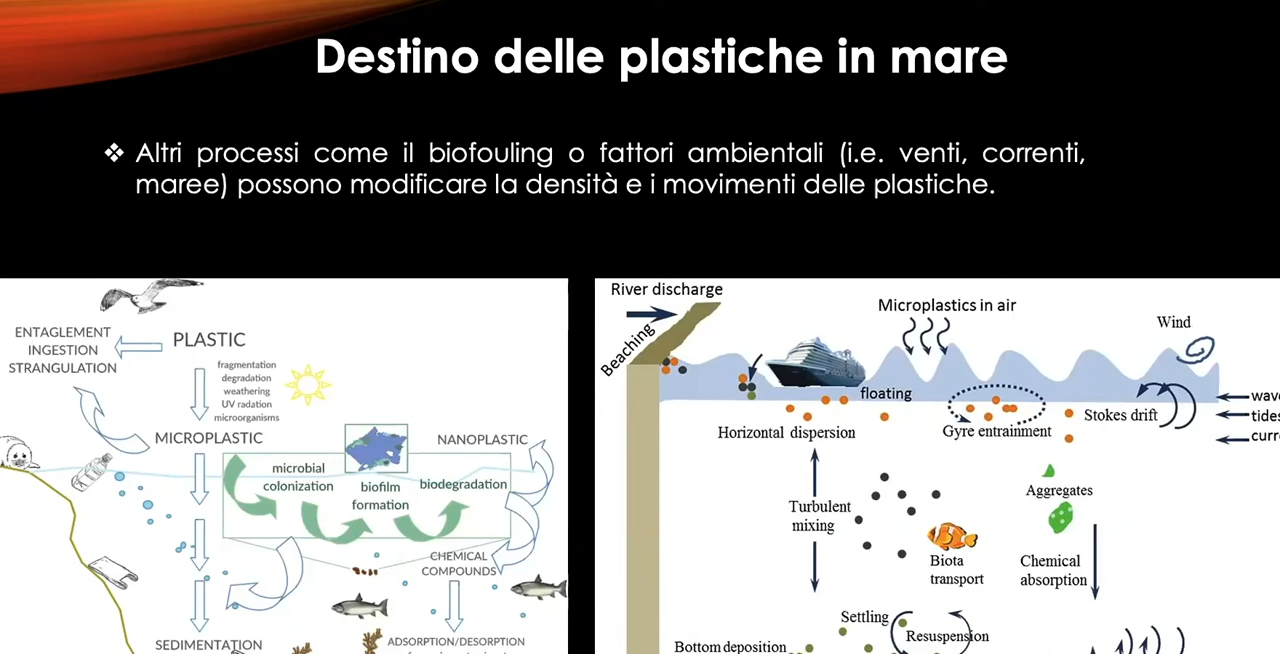 Destino delle plastiche in mare
❖ Altri processi come il biofouling o fattori ambientali (i.e. venti, correnti,
maree) possono modificare la densità e i movimenti delle plastiche.
ENTAGLEMENT
INGESTION
STRANGULATION
PLASTIC
fragmentation
degradation
weathering
UV radation
microorganisms
MICROPLASTIC
NANOPLASTIC
microbial
colonization
biofilm
formation
biodegradation
CHEMICAL
COMPOUNDS
SEDIMENTATION
ADSORPTION/DESORPTION
River discharge
Beaching
Microplastics in air
Wind
floating
Horizontal dispersion
Gyre entrainment
Stokes drift
Turbulent
mixing
Aggregates
Biota
transport
Chemical
absorption
Settling
Resuspension
Bottom deposition